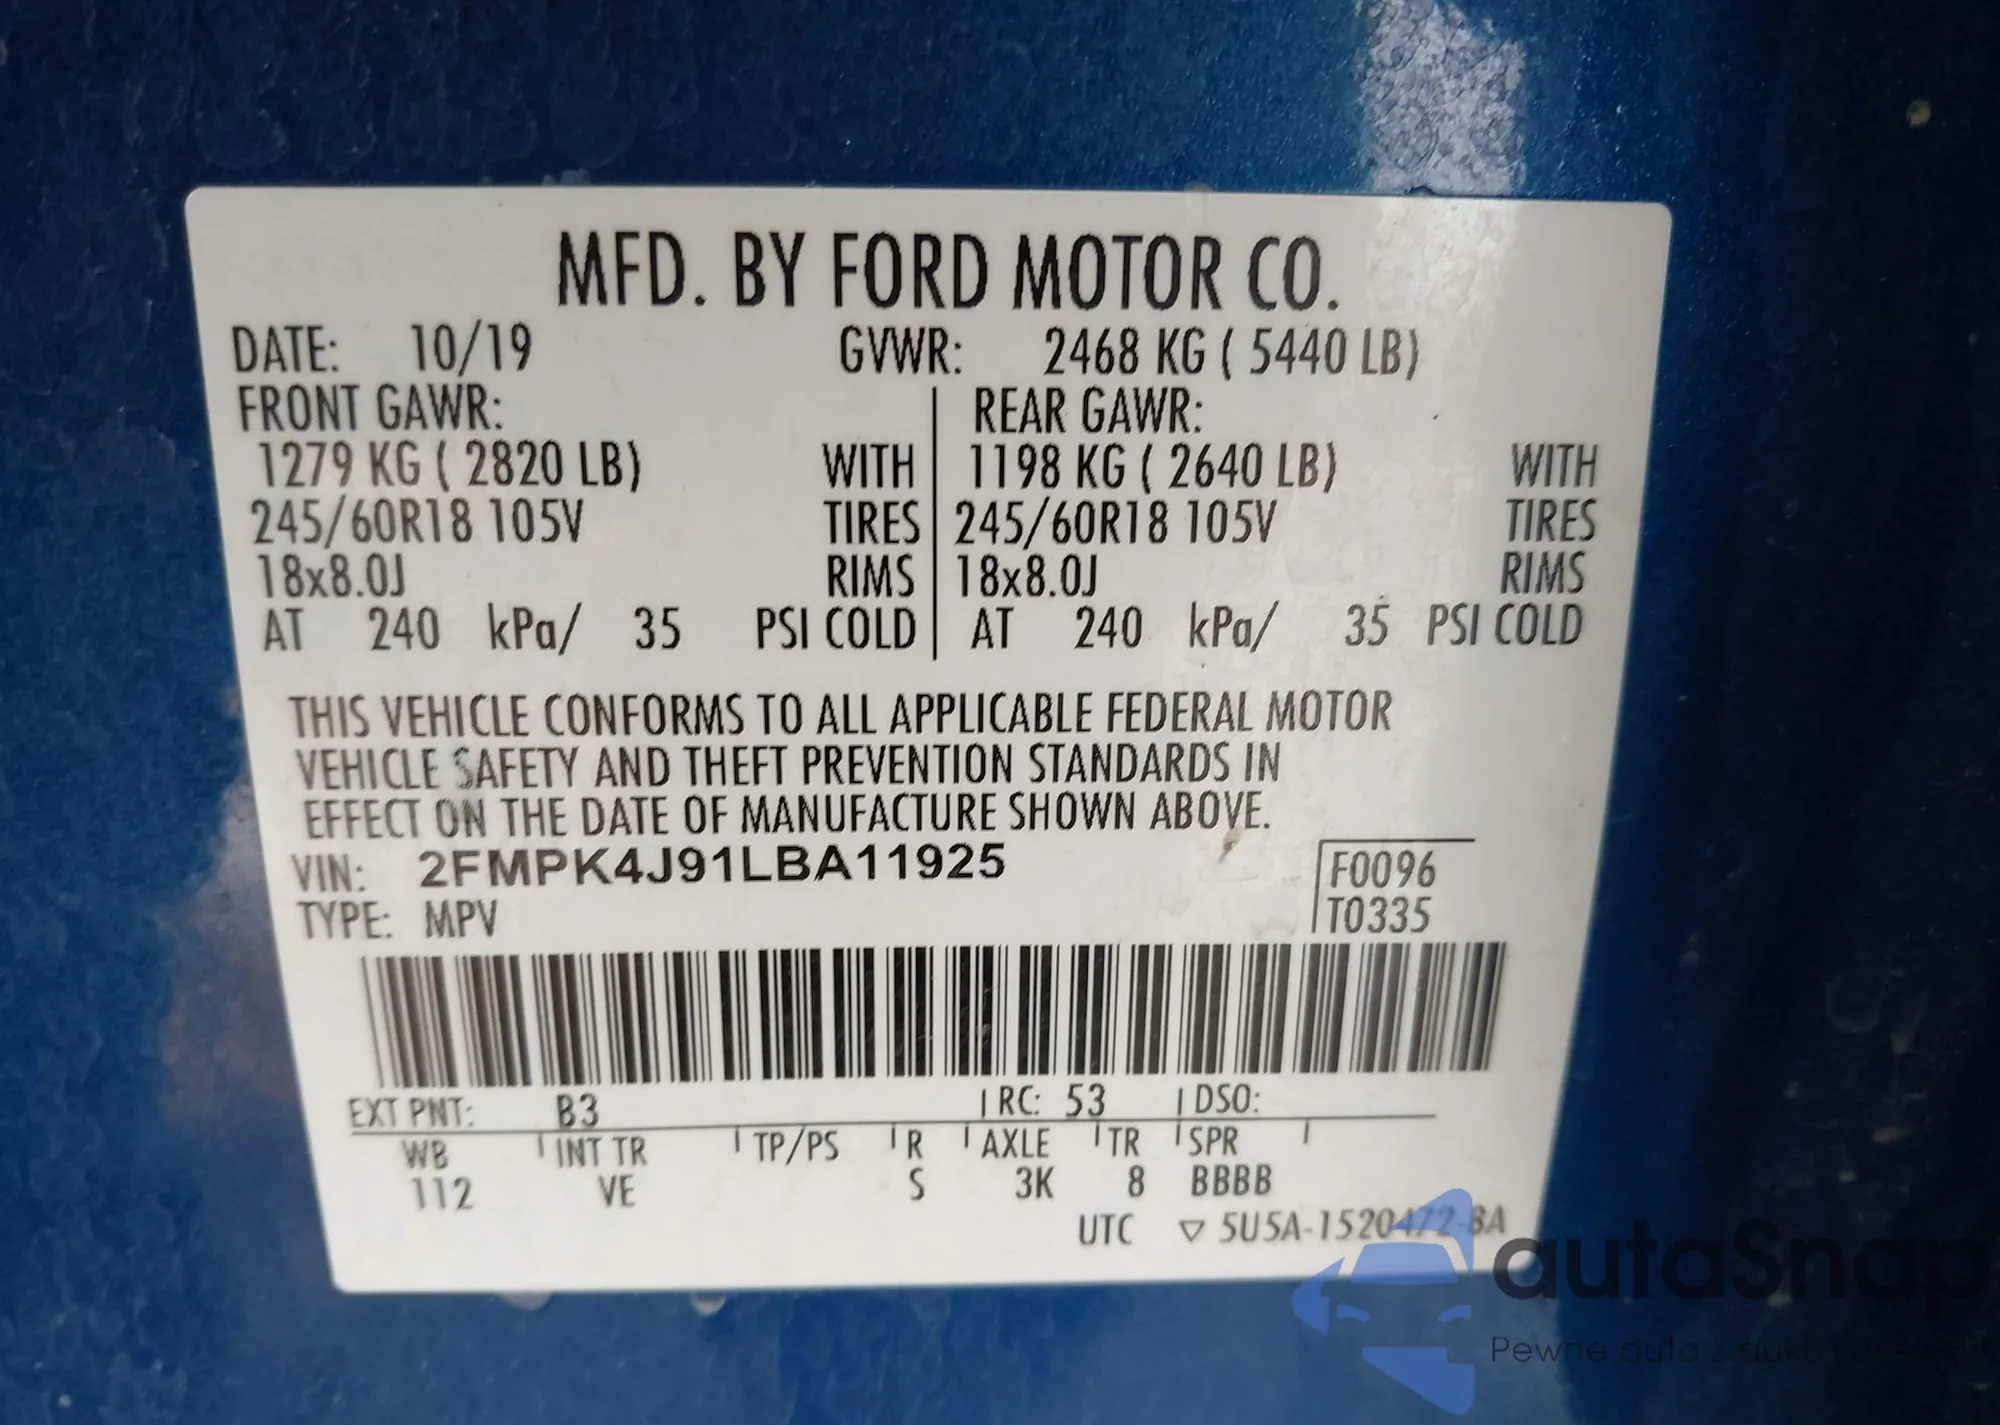 MFD. BY FORD MOTOR CO.
DATE: 10/19 GVWR: 2468 KG ( 5440 LB)
FRONT GAWR: REAR GAWR:
1279 KG ( 2820 LB) WITH 1198 KG ( 2640 LB) WITH
245/60R18 105V TIRES 245/60R18 105V TIRES
18x8.0J RIMS 18x8.0J RIMS
AT 240 kPa/ 35 PSI COLD AT 240 kPa/ 35 PSI COLD
THIS VEHICLE CONFORMS TO ALL APPLICABLE FEDERAL MOTOR
VEHICLE SAFETY AND THEFT PREVENTION STANDARDS IN
EFFECT ON THE DATE OF MANUFACTURE SHOWN ABOVE.
VIN: 2FMPK4J91LBA11925 F0096
TYPE: MPV T0335
EXT PNT: B3 RC: 53 DSO:
WB INT TR TP/PS R AXLE TR SPR
112 VE S 3K 8 BBBB
UTC ▽ 5U5A-1520472-BA
autaSnap
Pewne auta z